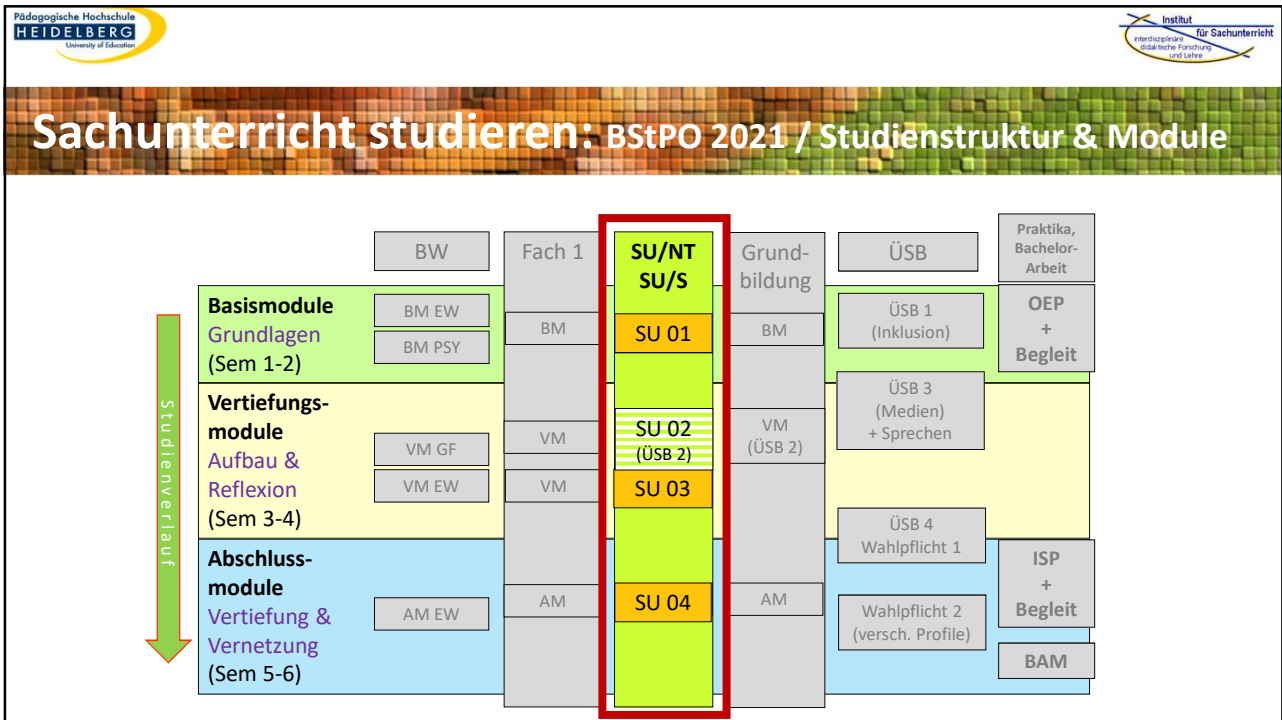 Pädagogische Hochschule
HEIDELBERG
University of Education
Institut
für Sachunterricht
interdisziplinäre
didaktische Forschung
und Lehre
Sachunterricht studieren: BStPO 2021 / Studienstruktur & Module
BW
Fach 1
SU/NT
SU/S
Grund-
bildung
ÜSB
Praktika,
Bachelor-
Arbeit
Studienverlauf
Basismodule
Grundlagen
(Sem 1-2)
BM EW
BM PSY
BM
SU 01
BM
ÜSB 1
(Inklusion)
OEP
+
Begleit
Vertiefungs-
module
Aufbau &
Reflexion
(Sem 3-4)
VM GF
VM EW
VM
VM
SU 02
(ÜSB 2)
SU 03
VM
(ÜSB 2)
ÜSB 3
(Medien)
+ Sprechen
ÜSB 4
Wahlpflicht 1
Abschluss-
module
Vertiefung &
Vernetzung
(Sem 5-6)
AM EW
AM
SU 04
AM
Wahlpflicht 2
(versch. Profile)
ISP
+
Begleit
BAM